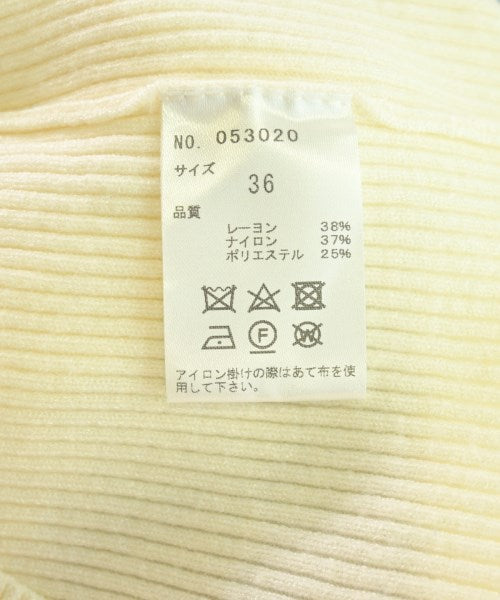 NO. 053020
サイズ
36
品質
レーヨン 38%
ナイロン 37%
ポリエステル 25%
F W
アイロン掛けの際はあて布を使
用して下さい。